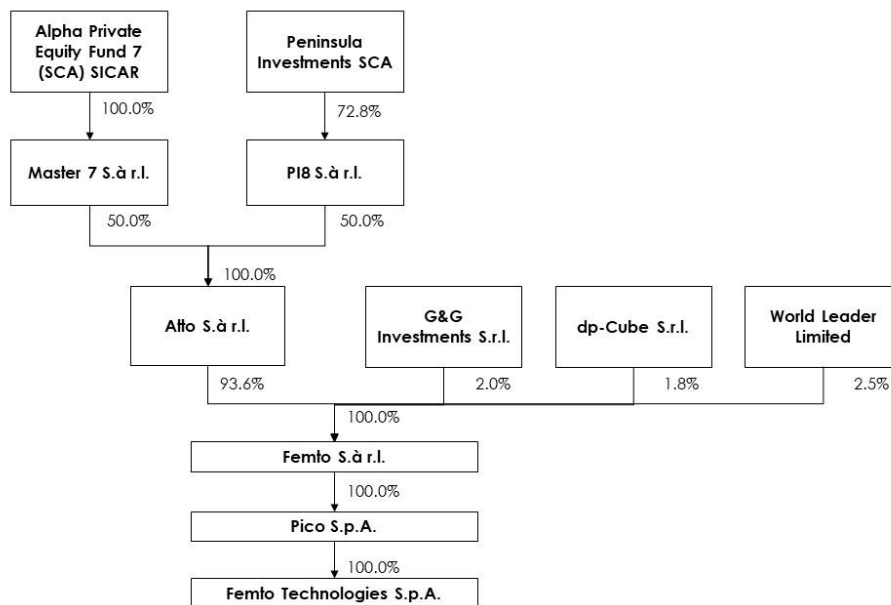 Alpha Private
Equity Fund 7
(SCA) SICAR
Peninsula
Investments SCA
100.0%
72.8%
Master 7 S.à r.l.
PI8 S.à r.l.
50.0%
50.0%
100.0%
Atto S.à r.l.
G&G
Investments S.r.l.
dp-Cube S.r.l.
World Leader
Limited
93.6%
2.0%
1.8%
2.5%
100.0%
Femto S.à r.l.
100.0%
Pico S.p.A.
100.0%
Femto Technologies S.p.A.